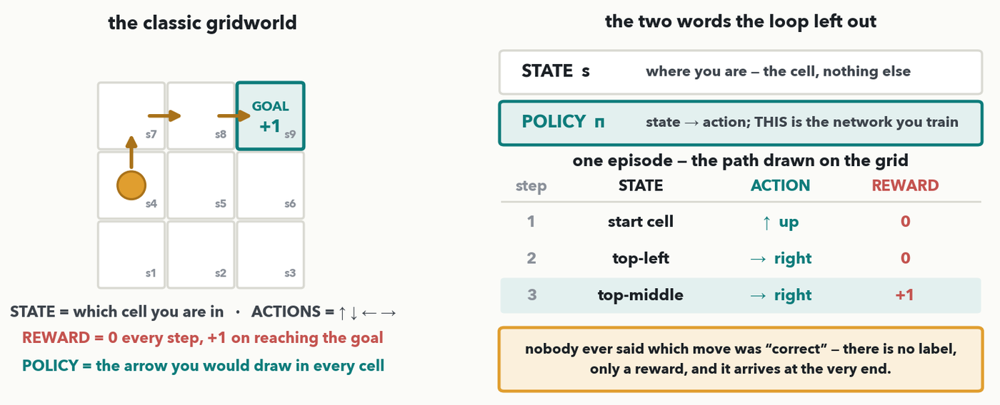 the classic gridworld
GOAL
+1
s7
s8
s9
s4
s5
s6
s1
s2
s3
STATE = which cell you are in · ACTIONS = ↑ ↓ ← →
REWARD = 0 every step, +1 on reaching the goal
POLICY = the arrow you would draw in every cell
the two words the loop left out
STATE s where you are – the cell, nothing else
POLICY π state → action; THIS is the network you train
one episode – the path drawn on the grid
step STATE ACTION REWARD
1 start cell ↑ up 0
2 top-left → right 0
3 top-middle → right +1
nobody ever said which move was “correct” – there is no label,
only a reward, and it arrives at the very end.